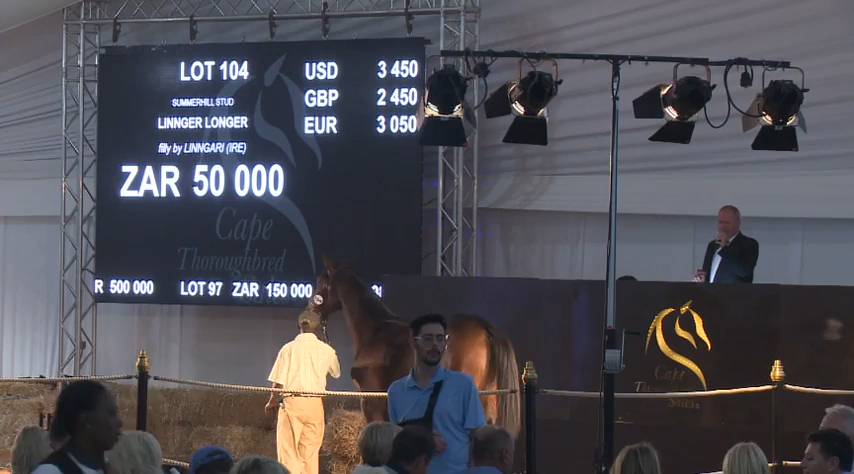 LOT 104
SUMMERHILL STUD
LINNGER LONGER
filly by LINNGARI (IRE)
ZAR 50 000
USD 3 450
GBP 2 450
EUR 3 050
Cape
Thoroughbred
R 500 000 LOT 97 ZAR 150 000
Cape
Sales